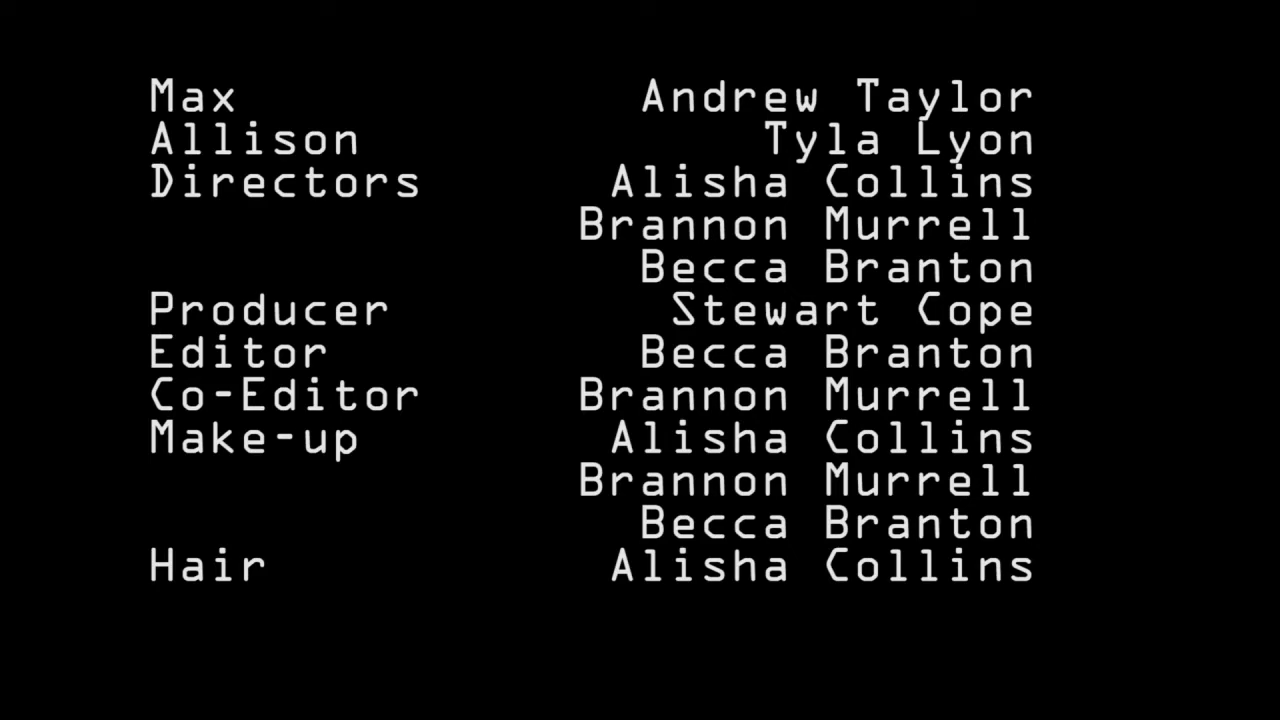 Max Andrew Taylor
Allison Tyla Lyon
Directors Alisha Collins
Brannon Murrell
Becca Branton
Producer Stewart Cope
Editor Becca Branton
Co-Editor Brannon Murrell
Make-up Alisha Collins
Brannon Murrell
Becca Branton
Hair Alisha Collins